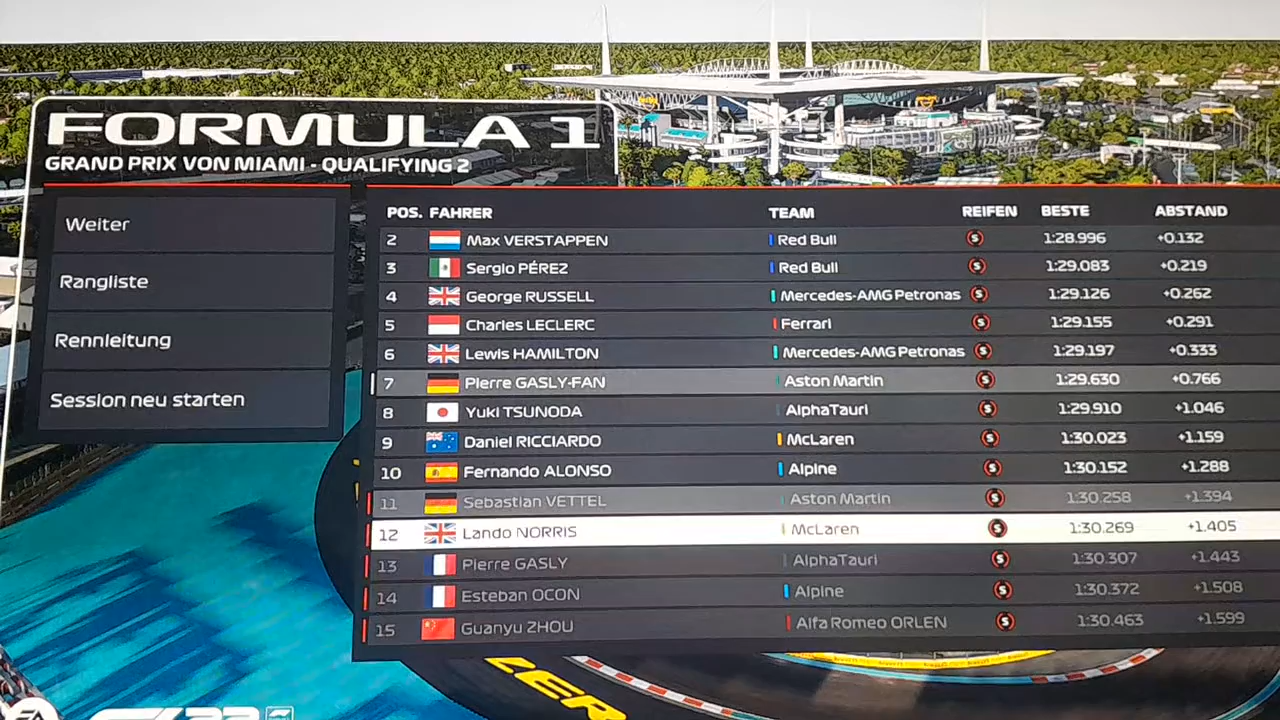 FORMULA 1
GRAND PRIX VON MIAMI - QUALIFYING 2
Weiter
Rangliste
Rennleitung
Session neu starten
POS. FAHRER TEAM REIFEN BESTE ABSTAND
2 Max VERSTAPPEN Red Bull S 1:28.996 +0.132
3 Sergio PÉREZ Red Bull S 1:29.083 +0.219
4 George RUSSELL Mercedes-AMG Petronas S 1:29.126 +0.262
5 Charles LECLERC Ferrari S 1:29.155 +0.291
6 Lewis HAMILTON Mercedes-AMG Petronas S 1:29.197 +0.333
7 Pierre GASLY-FAN Aston Martin S 1:29.630 +0.766
8 Yuki TSUNODA AlphaTauri S 1:29.910 +1.046
9 Daniel RICCIARDO McLaren S 1:30.023 +1.159
10 Fernando ALONSO Alpine S 1:30.152 +1.288
11 Sebastian VETTEL Aston Martin S 1:30.258 +1.394
12 Lando NORRIS McLaren S 1:30.269 +1.405
13 Pierre GASLY AlphaTauri S 1:30.307 +1.443
14 Esteban OCON Alpine S 1:30.372 +1.508
15 Guanyu ZHOU Alfa Romeo ORLEN S 1:30.463 +1.599
EA F1 22